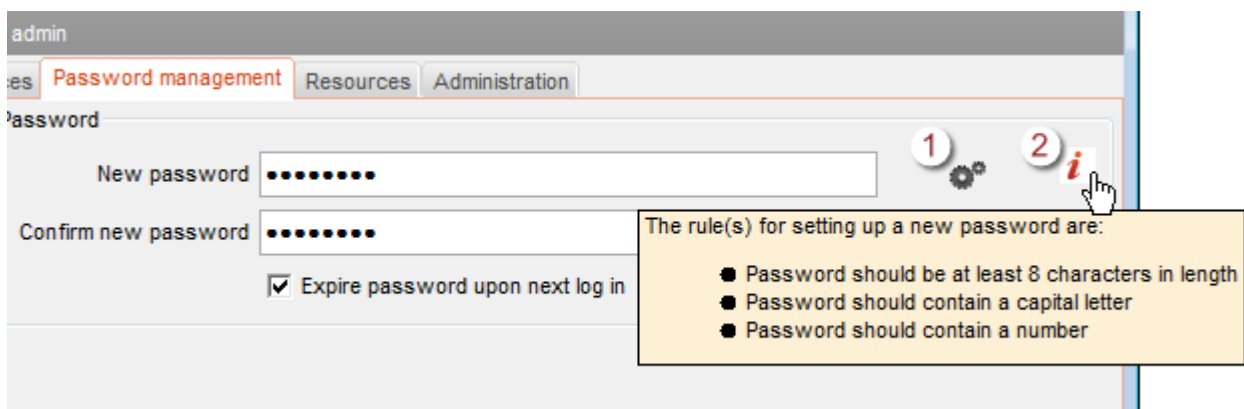 admin
es Password management Resources Administration
Password
New password
1
2
i
Confirm new password
The rule(s) for setting up a new password are:
Password should be at least 8 characters in length
Expire password upon next log in
Password should contain a capital letter
Password should contain a number